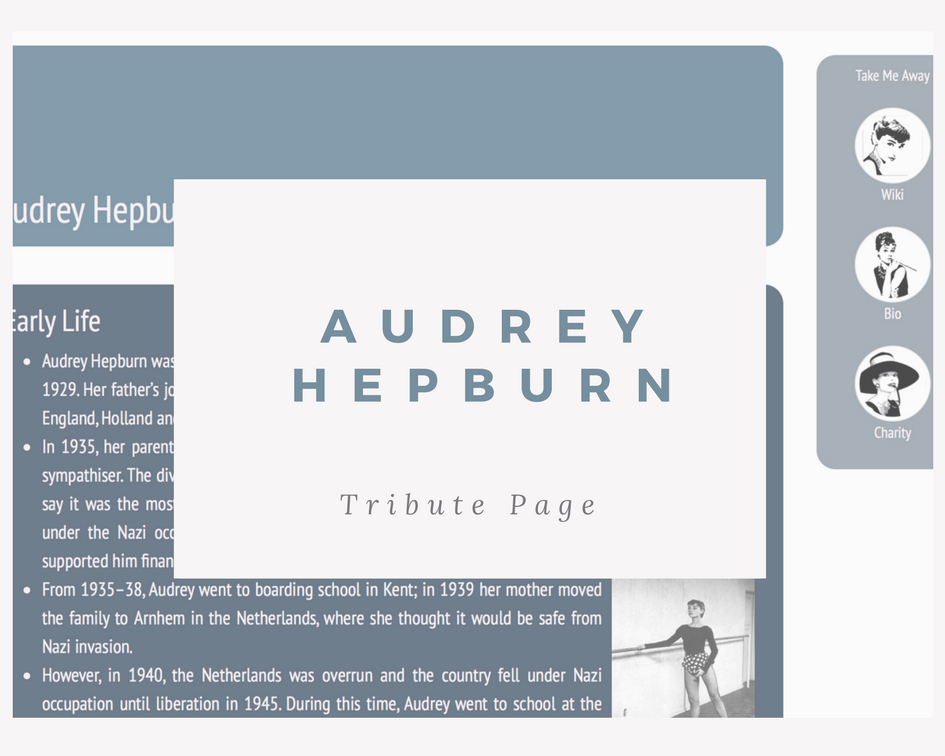 Take Me Away
Wiki
Bio
Charity
udrey Hepbu
AUDREY
HEPBURN
Tribute Page
Early Life
• Audrey Hepburn was
1929. Her father's jo
England, Holland an
• In 1935, her parent
sympathiser. The div
say it was the mos
under the Nazi occ
supported him finan
• From 1935–38, Audrey went to boarding school in Kent; in 1939 her mother moved
the family to Arnhem in the Netherlands, where she thought it would be safe from
Nazi invasion.
• However, in 1940, the Netherlands was overrun and the country fell under Nazi
occupation until liberation in 1945. During this time, Audrey went to school at the